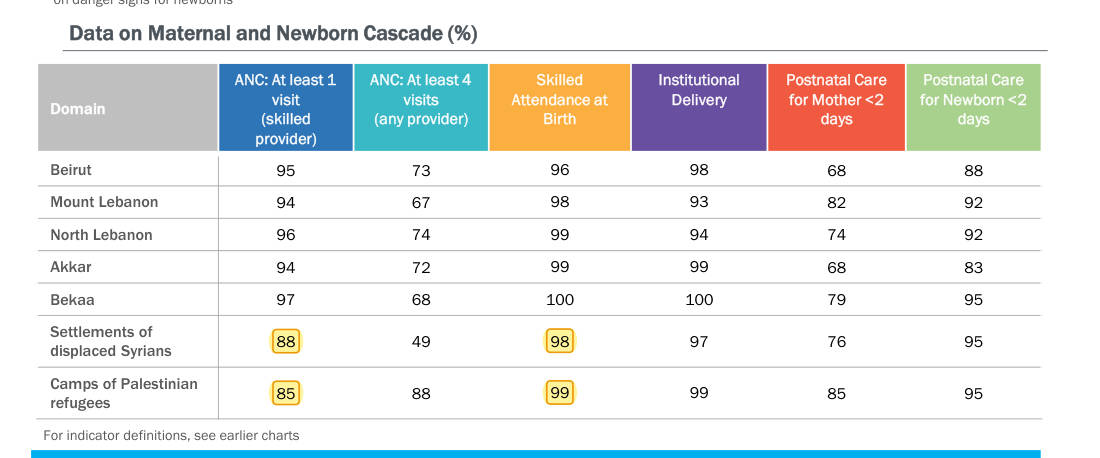 on danger signs for newborns
Data on Maternal and Newborn Cascade (%)
Domain
ANC: At least 1
visit
(skilled
provider)
ANC: At least 4
visits
(any provider)
Skilled
Attendance at
Birth
Institutional
Delivery
Postnatal Care
for Mother <2
days
Postnatal Care
for Newborn <2
days
Beirut 95 73 96 98 68 88
Mount Lebanon 94 67 98 93 82 92
North Lebanon 96 74 99 94 74 92
Akkar 94 72 99 99 68 83
Bekaa 97 68 100 100 79 95
Settlements of
displaced Syrians 88 49 98 97 76 95
Camps of Palestinian
refugees 85 88 99 99 85 95
For indicator definitions, see earlier charts